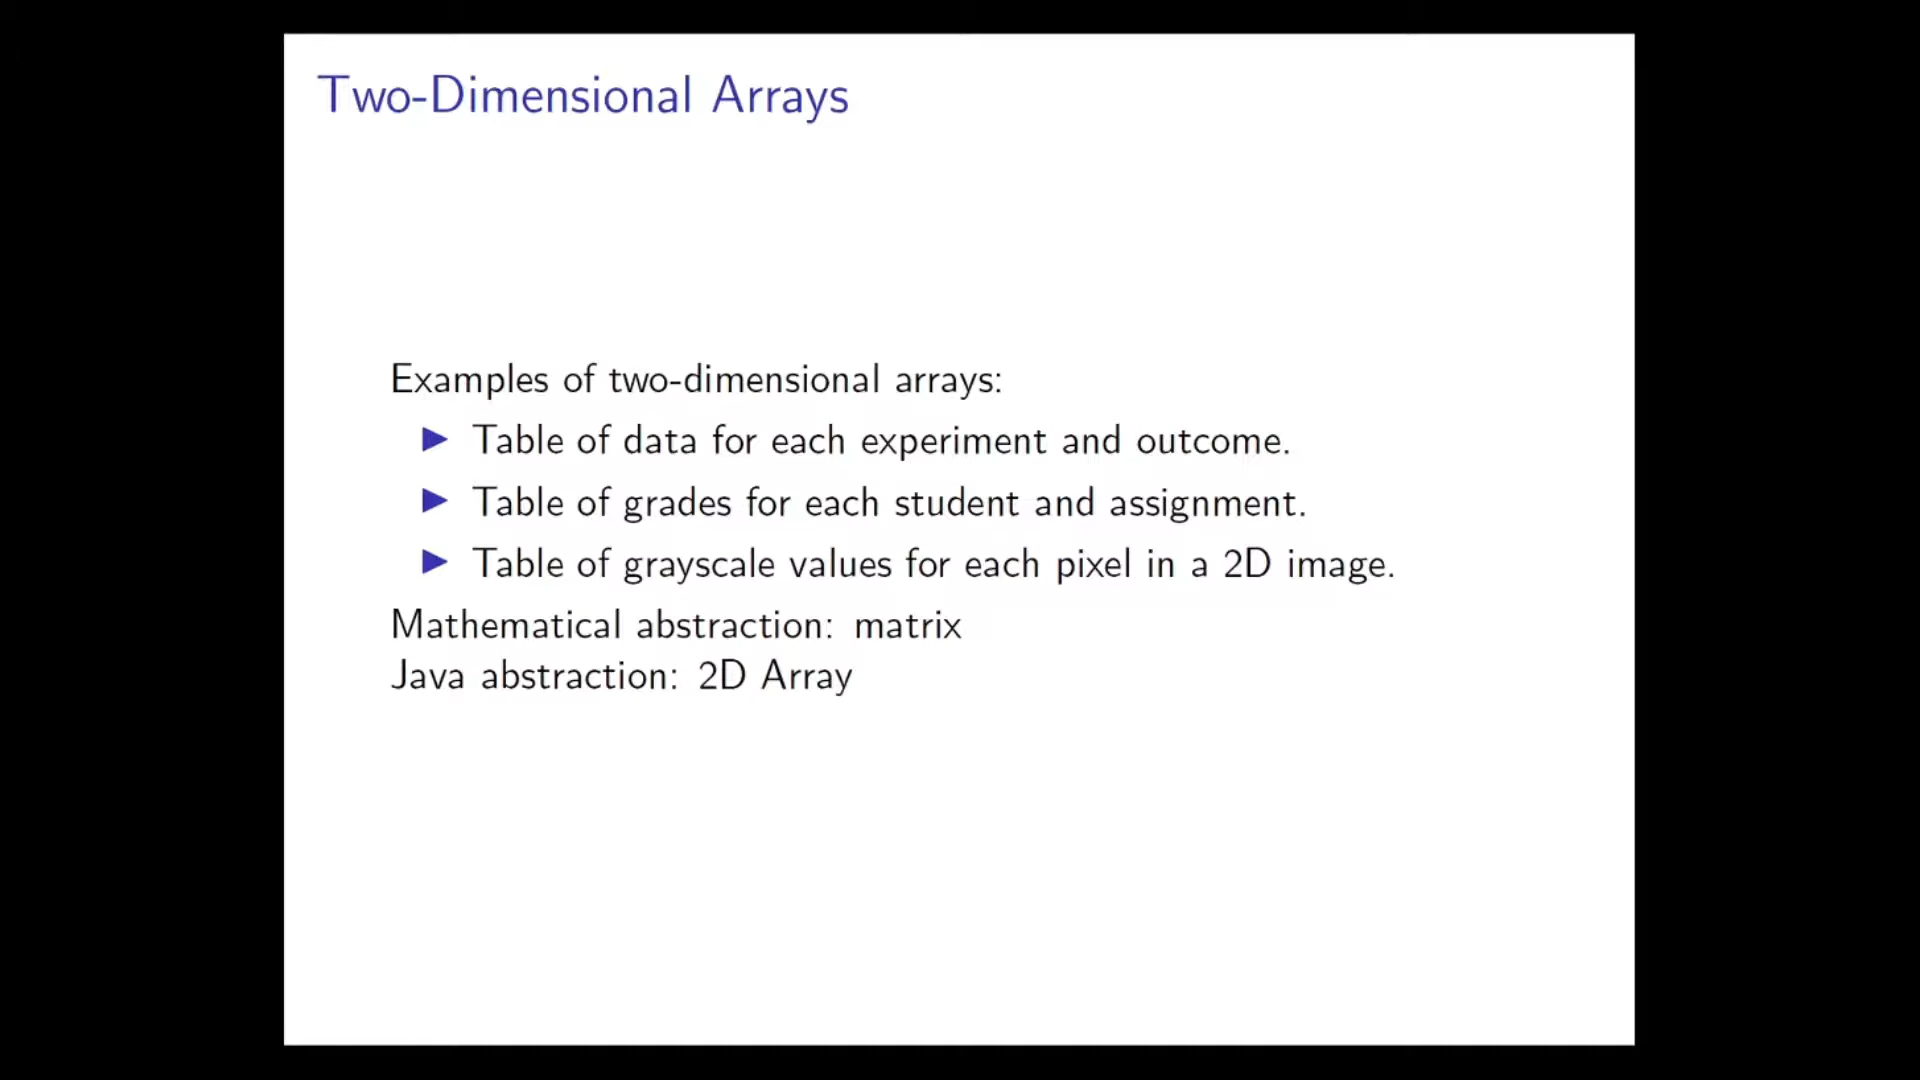 Two-Dimensional Arrays
Examples of two-dimensional arrays:
▶ Table of data for each experiment and outcome.
▶ Table of grades for each student and assignment.
▶ Table of grayscale values for each pixel in a 2D image.
Mathematical abstraction: matrix
Java abstraction: 2D Array